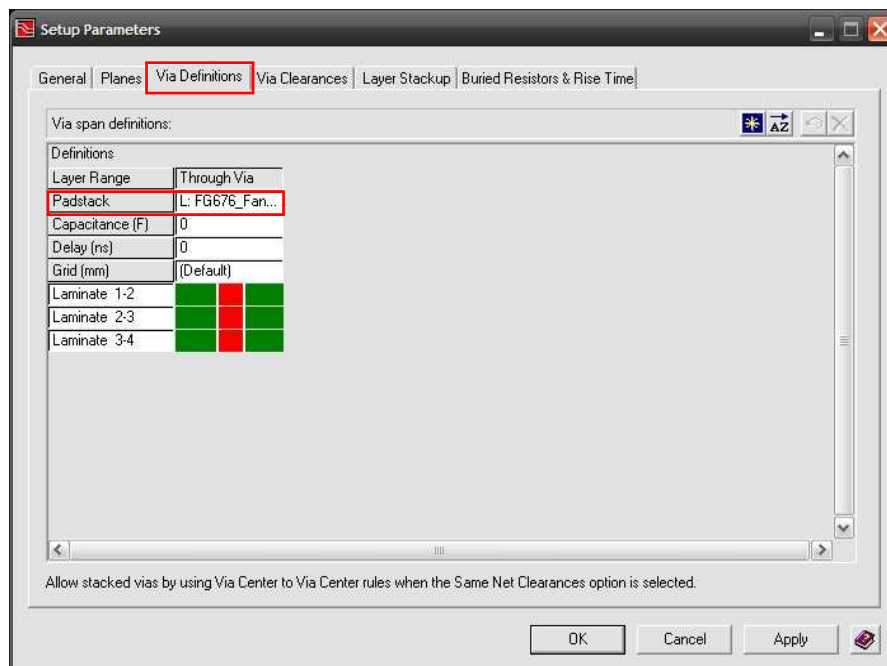 Setup Parameters
General Planes Via Definitions Via Clearances Layer Stackup Buried Resistors & Rise Time
Via span definitions:
AZ
Definitions
Layer Range Through Via
Padstack L: FG676_Fan...
Capacitance (F) 0
Delay (ns) 0
Grid (mm) (Default)
Laminate 1-2
Laminate 2-3
Laminate 3-4
Allow stacked vias by using Via Center to Via Center rules when the Same Net Clearances option is selected.
OK Cancel Apply